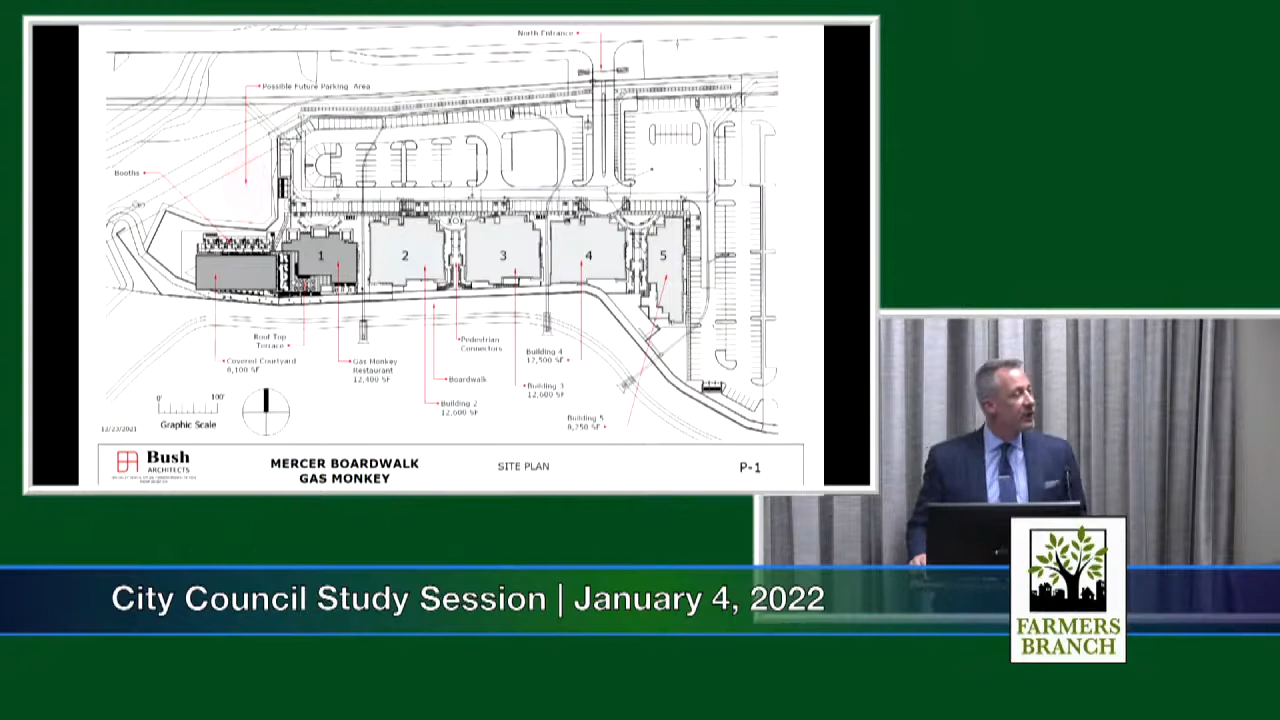 North Entrance
Possible Future Parking Area
Booths
1
2
3
4
5
Roof Top
Terrace
Covered Courtyard
8,100 SF
Gas Monkey
Restaurant
12,400 SF
Pedestrian
Connectors
Boardwalk
Building 2
12,600 SF
Building 4
12,500 SF
Building 3
12,600 SF
Building 5
8,250 SF
0'
100'
Graphic Scale
12/23/2021
Bush
ARCHITECTS
MERCER BOARDWALK
GAS MONKEY
SITE PLAN
P-1
City Council Study Session | January 4, 2022
FARMERS
BRANCH